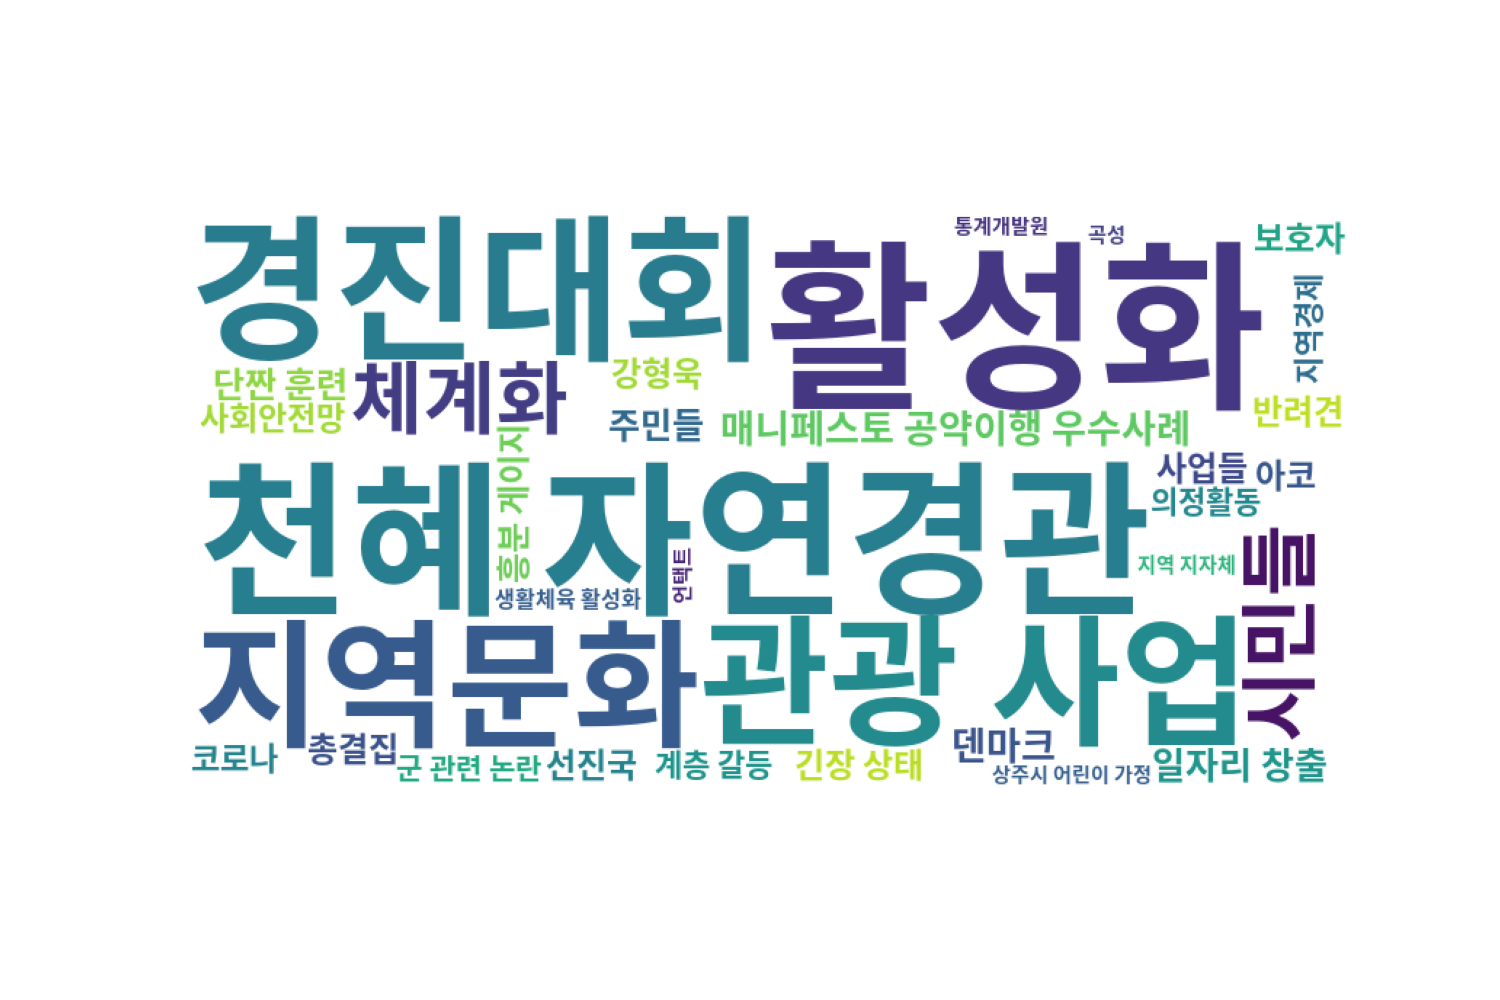 경진대회
활성화
통계개발원
곡성
보호자
지역경제
단짠 훈련
체계화
강형욱
사회안전망
주민들
매니페스토 공약이행 우수사례
반려견
흥분 게이지
천혜 자연경관
사업들
아코
의정활동
지역 지자체
시민들
언택트
생활체육 활성화
지역문화
관광 사업
코로나
총결집
군 관련 논란
선진국
계층 갈등
긴장 상태
덴마크
상주시 어린이 가정
일자리 창출